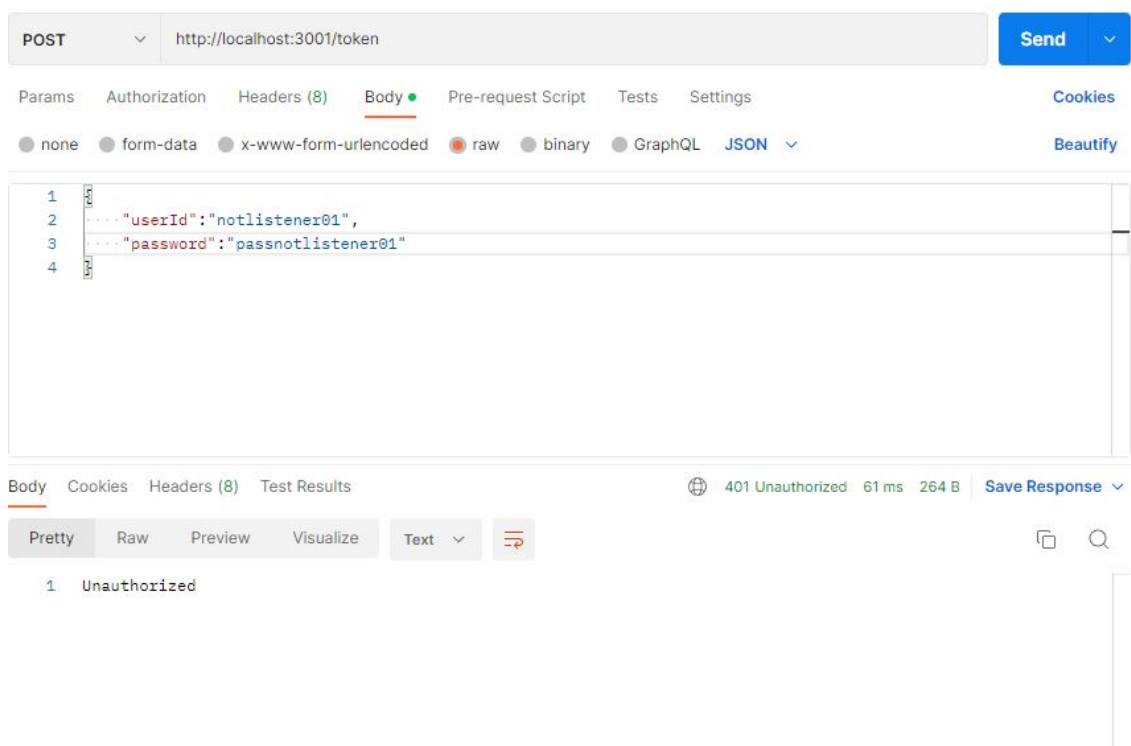 POST http://localhost:3001/token Send
Params Authorization Headers (8) Body Pre-request Script Tests Settings Cookies
none form-data x-www-form-urlencoded raw binary GraphQL JSON Beautify
1 {
2 "userId":"notlistener01",
3 "password":"passnotlistener01"
4 }
Body Cookies Headers (8) Test Results 401 Unauthorized 61 ms 264 B Save Response
Pretty Raw Preview Visualize Text
1 Unauthorized